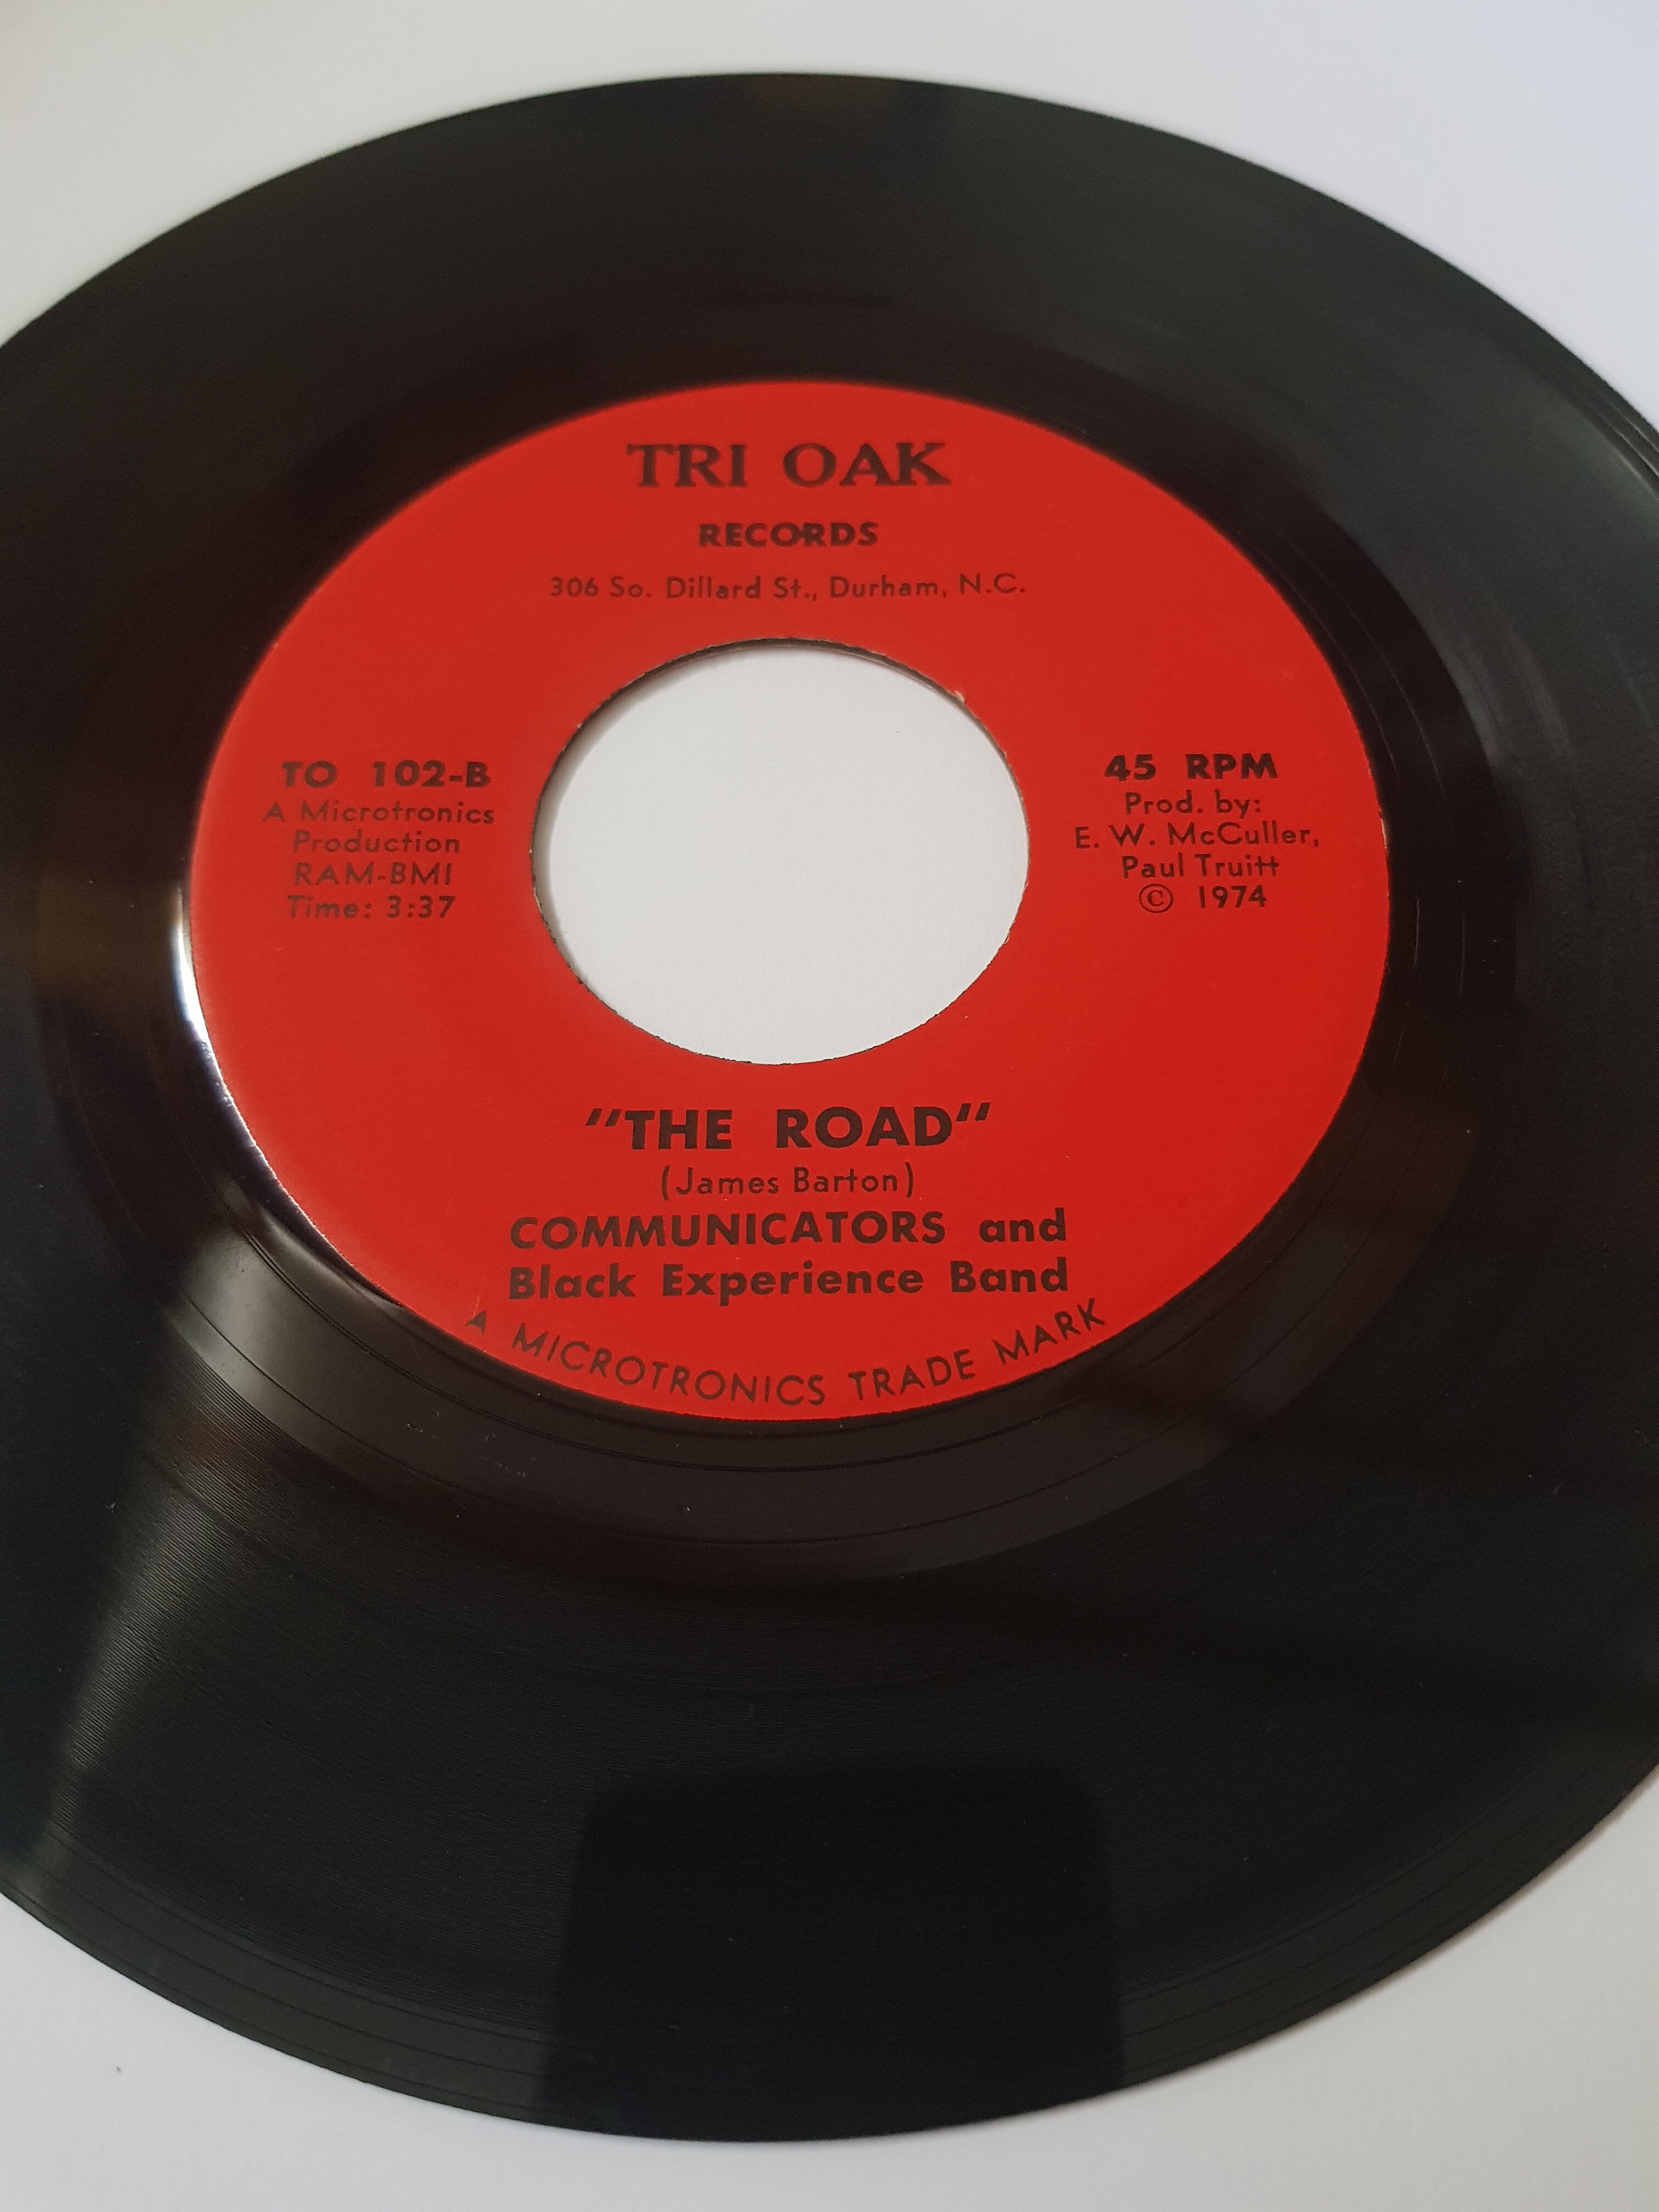 TRI OAK
RECORDS
306 So. Dillard St., Durham, N.C.
TO 102-B
A Microtronics
Production
RAM-BMI
Time: 3:37
45 RPM
Prod. by:
E. W. McCuller,
Paul Truitt
© 1974
"THE ROAD"
(James Barton)
COMMUNICATORS and
Black Experience Band
A MICROTRONICS TRADE MARK